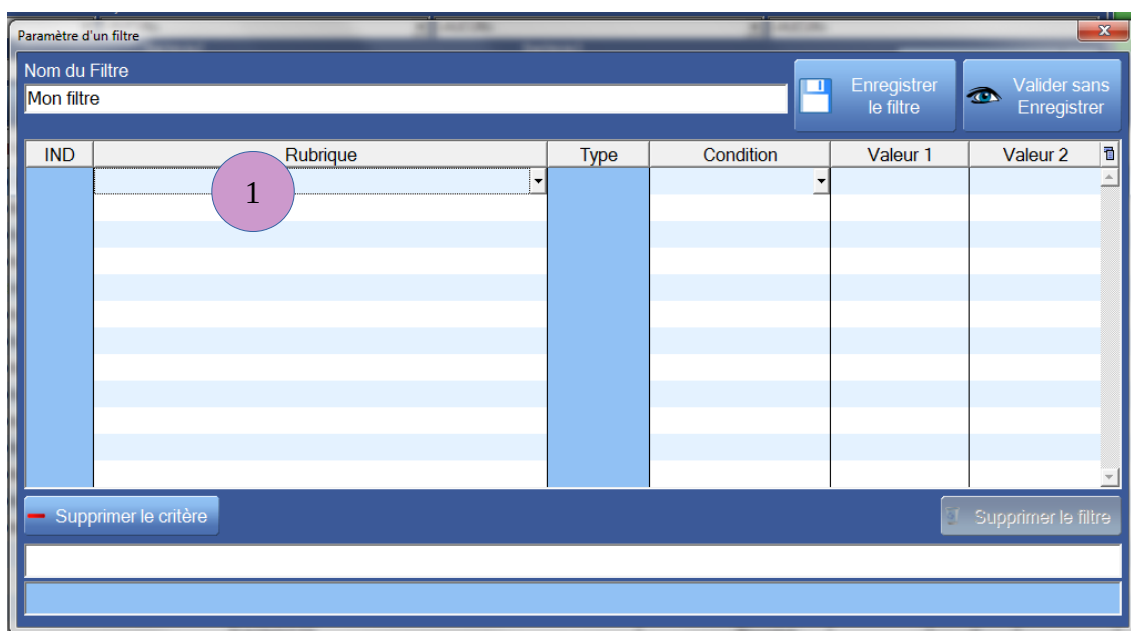 Paramètre d'un filtre
x
Nom du Filtre
Mon filtre
Enregistrer
le filtre
Valider sans
Enregistrer
IND Rubrique Type Condition Valeur 1 Valeur 2
1
Supprimer le critère
Supprimer le filtre